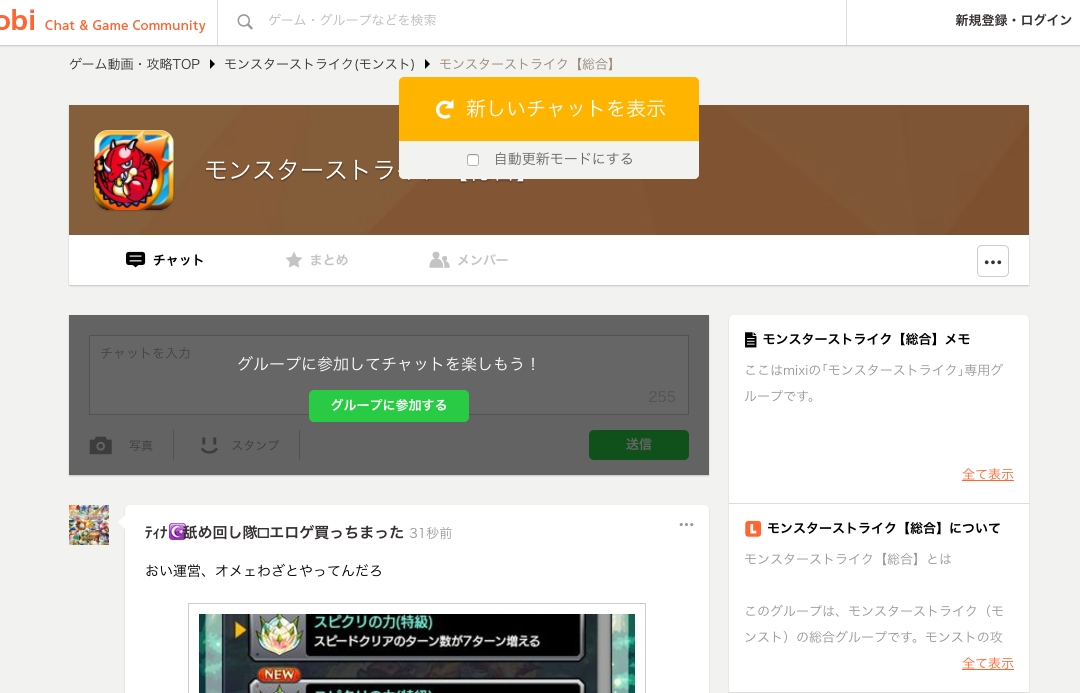 obi Chat & Game Community
ゲーム・グループなどを検索
新規登録・ログイン
ゲーム動画・攻略TOP
モンスターストライク(モンスト)
モンスターストライク【総合】
新しいチャットを表示
自動更新モードにする
モンスターストラ
チャット
まとめ
メンバー
チャットを入力
グループに参加してチャットを楽しもう！
グループに参加する
255
写真
スタンプ
送信
ﾃｨﾅ☪舐め回し隊□エロゲ買っちまった 31秒前
おい運営、オメェわざとやってんだろ
スピクリの力(特級)
スピードクリアのターン数が7ターン増える
NEW
モンスターストライク【総合】メモ
ここはmixiの｢モンスターストライク｣専用グ
ループです。
全て表示
L モンスターストライク【総合】について
モンスターストライク【総合】とは
このグループは、モンスターストライク（モ
ンスト）の総合グループです。モンストの攻
全て表示